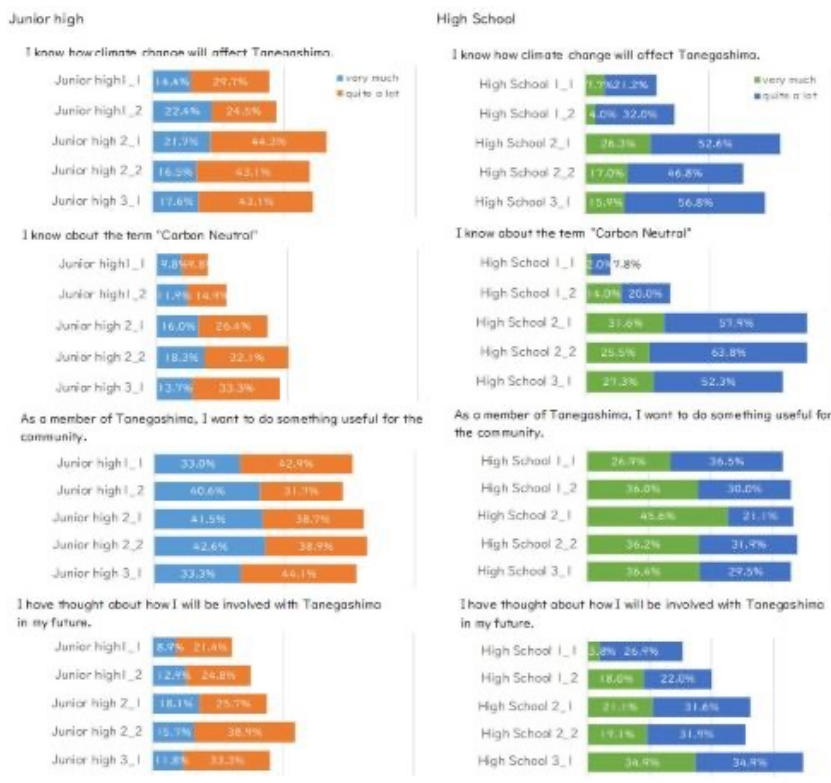 Junior high
I know how climate change will affect Tanegashima.
very much
quite a lot
Junior high1_1 14.4% 29.7%
Junior high1_2 22.4% 24.5%
Junior high 2_1 21.7% 44.3%
Junior high 2_2 16.5% 43.1%
Junior high 3_1 17.6% 43.1%
I know about the term "Carbon Neutral"
Junior high1_1 9.8% 9.8%
Junior high1_2 11.9% 14.9%
Junior high 2_1 16.0% 26.4%
Junior high 2_2 18.3% 32.1%
Junior high 3_1 13.7% 33.3%
As a member of Tanegashima, I want to do something useful for the
community.
Junior high1_1 33.0% 42.9%
Junior high1_2 40.6% 31.7%
Junior high 2_1 41.5% 38.7%
Junior high 2_2 42.6% 38.9%
Junior high 3_1 33.3% 44.1%
I have thought about how I will be involved with Tanegashima
in my future.
Junior high1_1 8.9% 21.4%
Junior high1_2 12.9% 24.8%
Junior high 2_1 18.1% 25.7%
Junior high 2_2 15.7% 38.9%
Junior high 3_1 11.8% 33.3%
High School
I know how climate change will affect Tanegashima.
very much
quite a lot
High School 1_1 7.7% 21.2%
High School 1_2 4.0% 32.0%
High School 2_1 26.3% 52.6%
High School 2_2 17.0% 46.8%
High School 3_1 15.9% 56.8%
I know about the term "Carbon Neutral"
High School 1_1 2.0% 7.8%
High School 1_2 14.0% 20.0%
High School 2_1 31.6% 57.9%
High School 2_2 25.5% 63.8%
High School 3_1 27.3% 52.3%
As a member of Tanegashima, I want to do something useful for
the community.
High School 1_1 26.9% 36.5%
High School 1_2 36.0% 30.0%
High School 2_1 45.6% 21.1%
High School 2_2 36.2% 31.9%
High School 3_1 36.4% 29.5%
I have thought about how I will be involved with Tanegashima
in my future.
High School 1_1 3.8% 26.9%
High School 1_2 18.0% 22.0%
High School 2_1 21.1% 31.6%
High School 2_2 19.1% 31.9%
High School 3_1 34.9% 34.9%